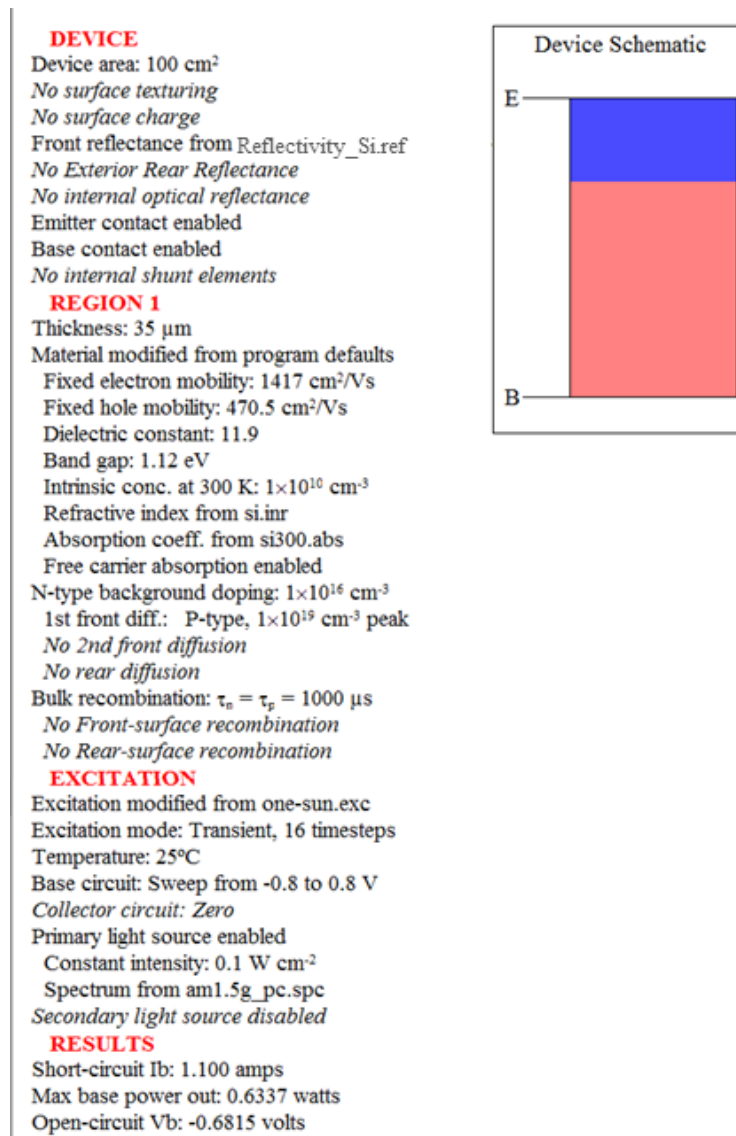 DEVICE
Device area: 100 cm²
No surface texturing
No surface charge
Front reflectance from Reflectivity_Si.ref
No Exterior Rear Reflectance
No internal optical reflectance
Emitter contact enabled
Base contact enabled
No internal shunt elements
REGION 1
Thickness: 35 µm
Material modified from program defaults
Fixed electron mobility: 1417 cm²/Vs
Fixed hole mobility: 470.5 cm²/Vs
Dielectric constant: 11.9
Band gap: 1.12 eV
Intrinsic conc. at 300 K: 1×10¹⁰ cm⁻³
Refractive index from si.inr
Absorption coeff. from si300.abs
Free carrier absorption enabled
N-type background doping: 1×10¹⁶ cm⁻³
1st front diff.: P-type, 1×10¹⁹ cm⁻³ peak
No 2nd front diffusion
No rear diffusion
Bulk recombination: τₙ = τₚ = 1000 µs
No Front-surface recombination
No Rear-surface recombination
EXCITATION
Excitation modified from one-sun.exc
Excitation mode: Transient, 16 timesteps
Temperature: 25ºC
Base circuit: Sweep from -0.8 to 0.8 V
Collector circuit: Zero
Primary light source enabled
Constant intensity: 0.1 W cm⁻²
Spectrum from am1.5g_pc.spc
Secondary light source disabled
RESULTS
Short-circuit Ib: 1.100 amps
Max base power out: 0.6337 watts
Open-circuit Vb: -0.6815 volts
Device Schematic
E
B